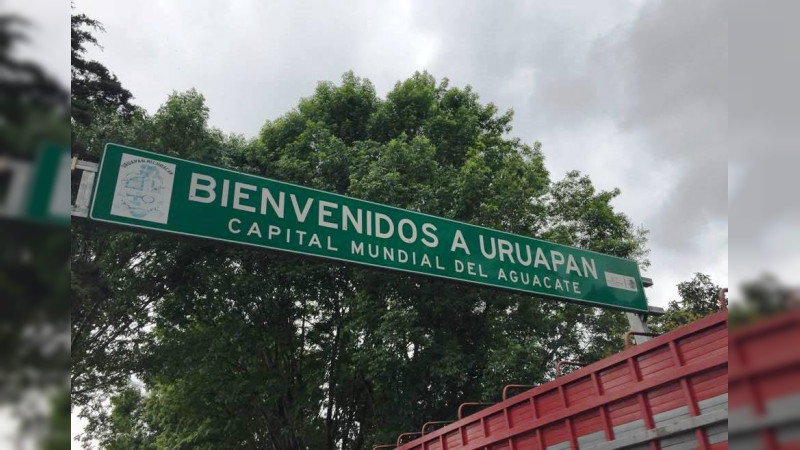 BIENVENIDOS A URUAPAN
CAPITAL MUNDIAL DEL AGUACATE